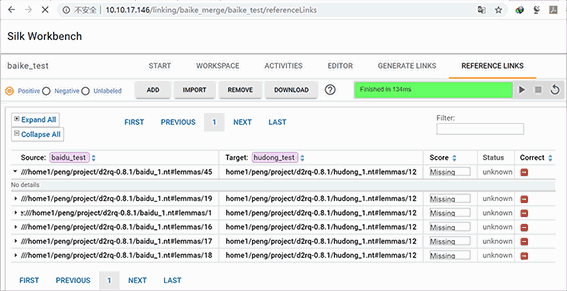 不安全 | 10.10.17.146/linking/baike_merge/baike_test/referenceLinks
Silk Workbench
baike_test START WORKSPACE ACTIVITIES EDITOR GENERATE LINKS REFERENCE LINKS
Positive Negative Unlabeled ADD IMPORT REMOVE DOWNLOAD Finished in 134ms
Expand All
Collapse All
FIRST PREVIOUS 1 NEXT LAST
Filter:
Source: baidu_test Target: hudong_test Score Status Correct
///home1/peng/project/d2rq-0.8.1/baidu_1.nt#lemmas/45 home1/peng/project/d2rq-0.8.1/hudong_1.nt#lemmas/12 Missing unknown
No details
///home1/peng/project/d2rq-0.8.1/baidu_1.nt#lemmas/19 home1/peng/project/d2rq-0.8.1/hudong_1.nt#lemmas/12 Missing unknown
///home1/peng/project/d2rq-0.8.1/baidu_1.nt#lemmas/1 home1/peng/project/d2rq-0.8.1/hudong_1.nt#lemmas/12 Missing unknown
///home1/peng/project/d2rq-0.8.1/baidu_1.nt#lemmas/16 home1/peng/project/d2rq-0.8.1/hudong_1.nt#lemmas/12 Missing unknown
///home1/peng/project/d2rq-0.8.1/baidu_1.nt#lemmas/17 home1/peng/project/d2rq-0.8.1/hudong_1.nt#lemmas/12 Missing unknown
///home1/peng/project/d2rq-0.8.1/baidu_1.nt#lemmas/18 home1/peng/project/d2rq-0.8.1/hudong_1.nt#lemmas/12 Missing unknown
FIRST PREVIOUS 1 NEXT LAST